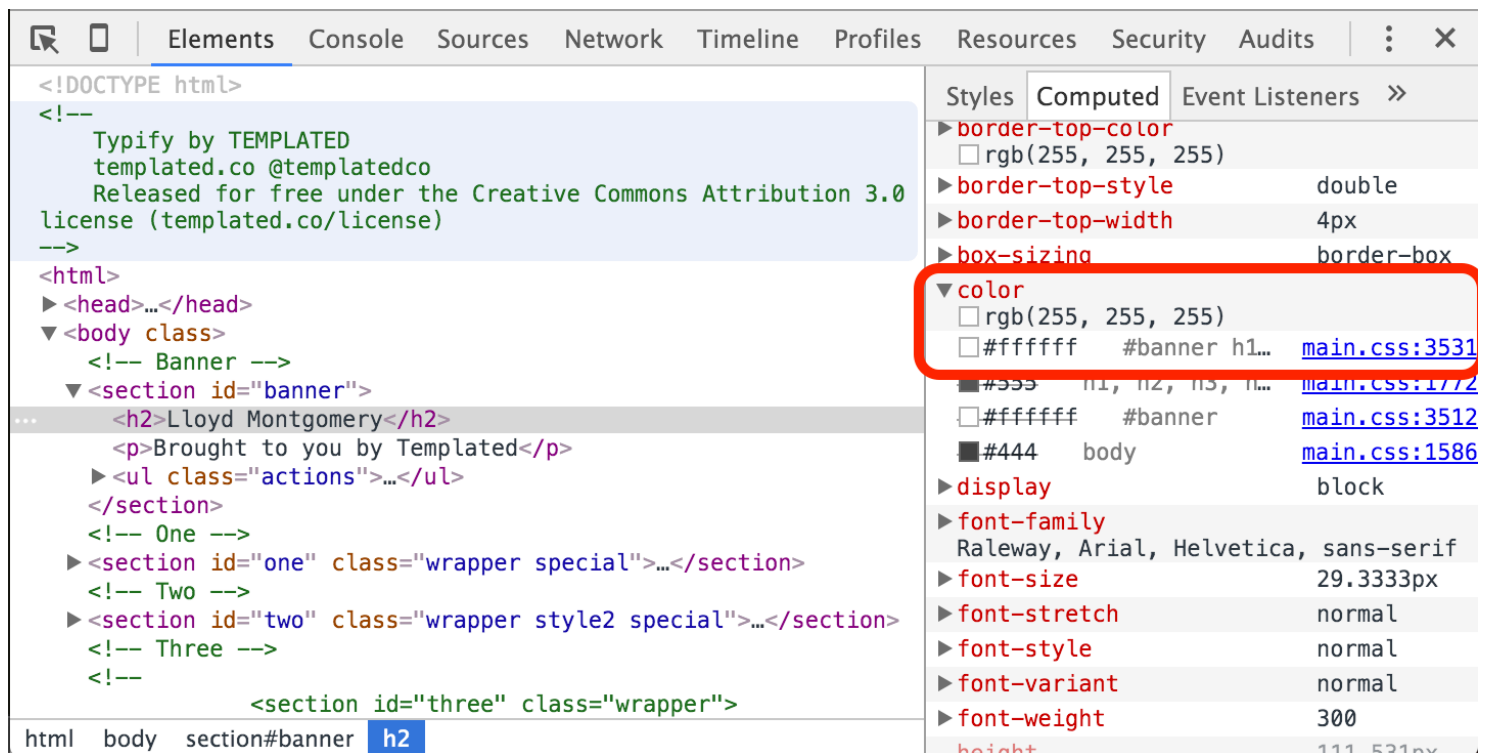 Elements Console Sources Network Timeline Profiles Resources Security Audits
<!DOCTYPE html>
<!--
Typify by TEMPLATED
templated.co @templatedco
Released for free under the Creative Commons Attribution 3.0
license (templated.co/license)
-->
<html>
<head>…</head>
<body class>
<!-- Banner -->
<section id="banner">
<h2>Lloyd Montgomery</h2>
<p>Brought to you by Templated</p>
<ul class="actions">…</ul>
</section>
<!-- One -->
<section id="one" class="wrapper special">…</section>
<!-- Two -->
<section id="two" class="wrapper style2 special">…</section>
<!-- Three -->
<!--
<section id="three" class="wrapper">
html body section#banner h2
Styles Computed Event Listeners »
border-top-color
rgb(255, 255, 255)
border-top-style double
border-top-width 4px
box-sizing border-box
color
rgb(255, 255, 255)
#ffffff #banner h1… main.css:3531
#555 h1, h2, h3, h… main.css:1772
#ffffff #banner main.css:3512
#444 body main.css:1586
display block
font-family
Raleway, Arial, Helvetica, sans-serif
font-size 29.3333px
font-stretch normal
font-style normal
font-variant normal
font-weight 300
height 111.531px